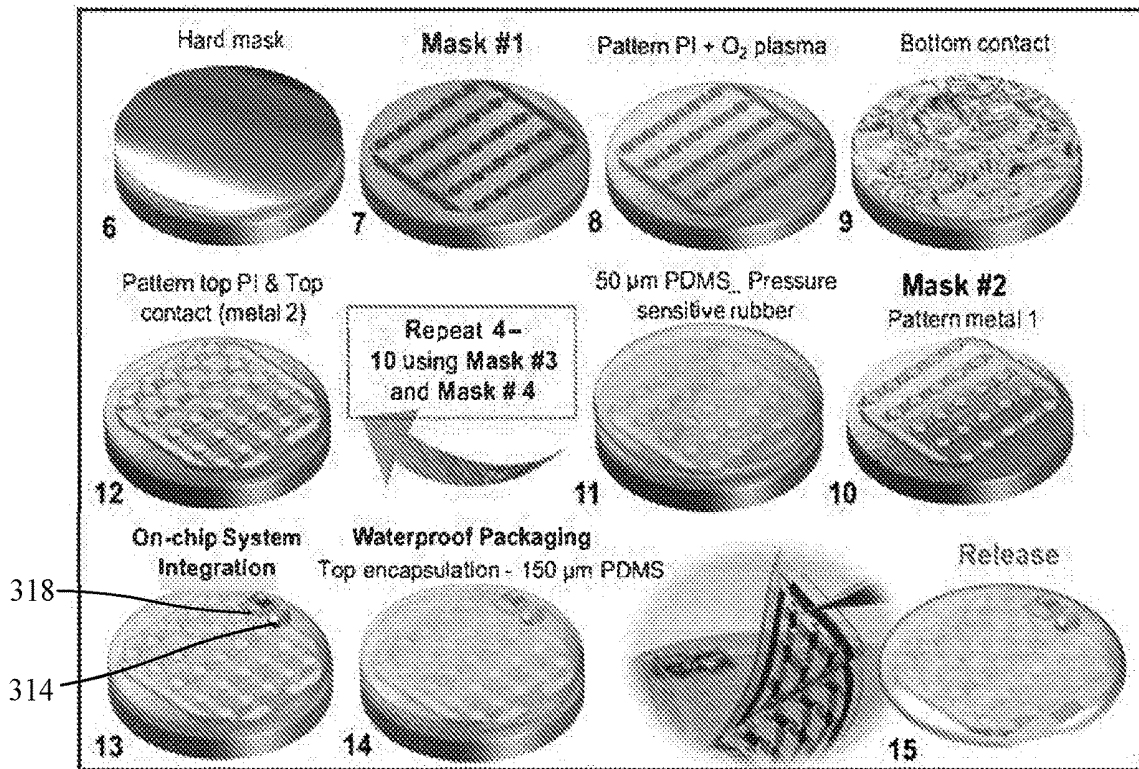 Hard mask
Mask #1
Pattern PI + O₂ plasma
Bottom contact
6
7
8
9
Pattern top PI & Top
contact (metal 2)
Repeat 4–
10 using Mask #3
and Mask # 4
50 μm PDMS_ Pressure
sensitive rubber
Mask #2
Pattern metal 1
12
11
10
On-chip System
Integration
Waterproof Packaging
Top encapsulation - 150 μm PDMS
Release
318
314
13
14
15